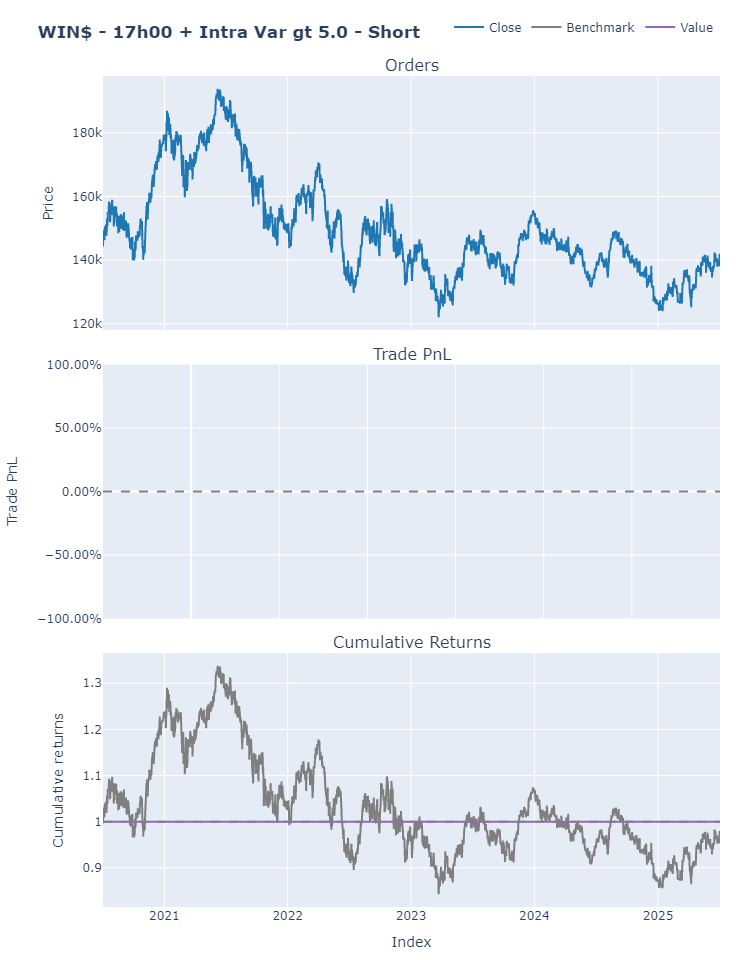 WIN$ - 17h00 + Intra Var gt 5.0 - Short
Close
Benchmark
Value
Orders
180k
160k
140k
120k
Price
Trade PnL
100.00%
50.00%
0.00%
−50.00%
−100.00%
Trade PnL
Cumulative Returns
1.3
1.2
1.1
1
0.9
Cumulative returns
2021
2022
2023
2024
2025
Index